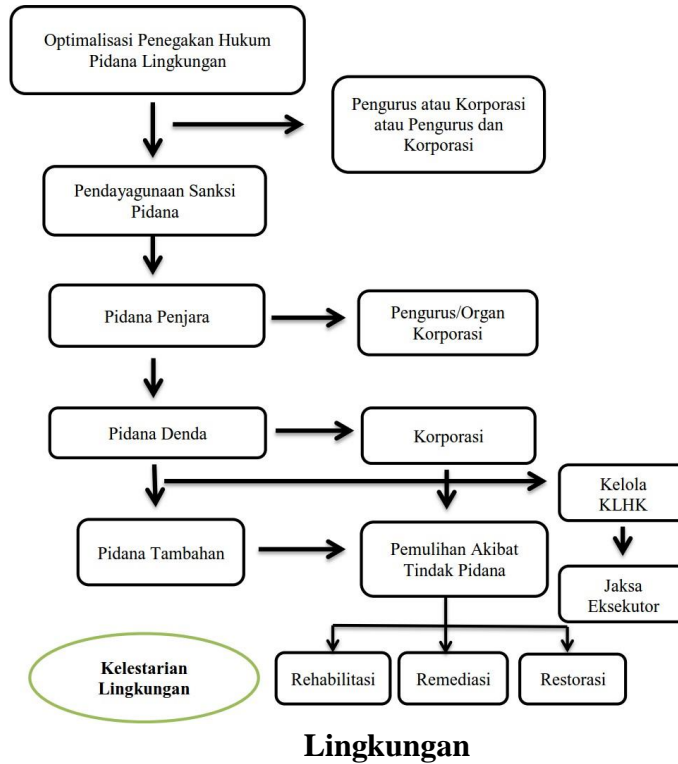 Optimalisasi Penegakan Hukum
Pidana Lingkungan
Pengurus atau Korporasi
atau Pengurus dan
Korporasi
Pendayagunaan Sanksi
Pidana
Pidana Penjara
Pengurus/Organ
Korporasi
Pidana Denda
Korporasi
Kelola
KLHK
Pidana Tambahan
Pemulihan Akibat
Tindak Pidana
Jaksa
Eksekutor
Kelestarian
Lingkungan
Rehabilitasi
Remediasi
Restorasi
Lingkungan